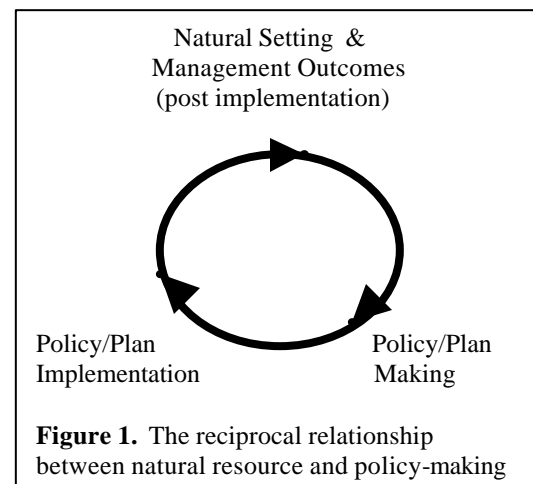 Natural Setting &
Management Outcomes
(post implementation)
Policy/Plan
Implementation
Policy/Plan
Making
Figure 1. The reciprocal relationship
between natural resource and policy-making